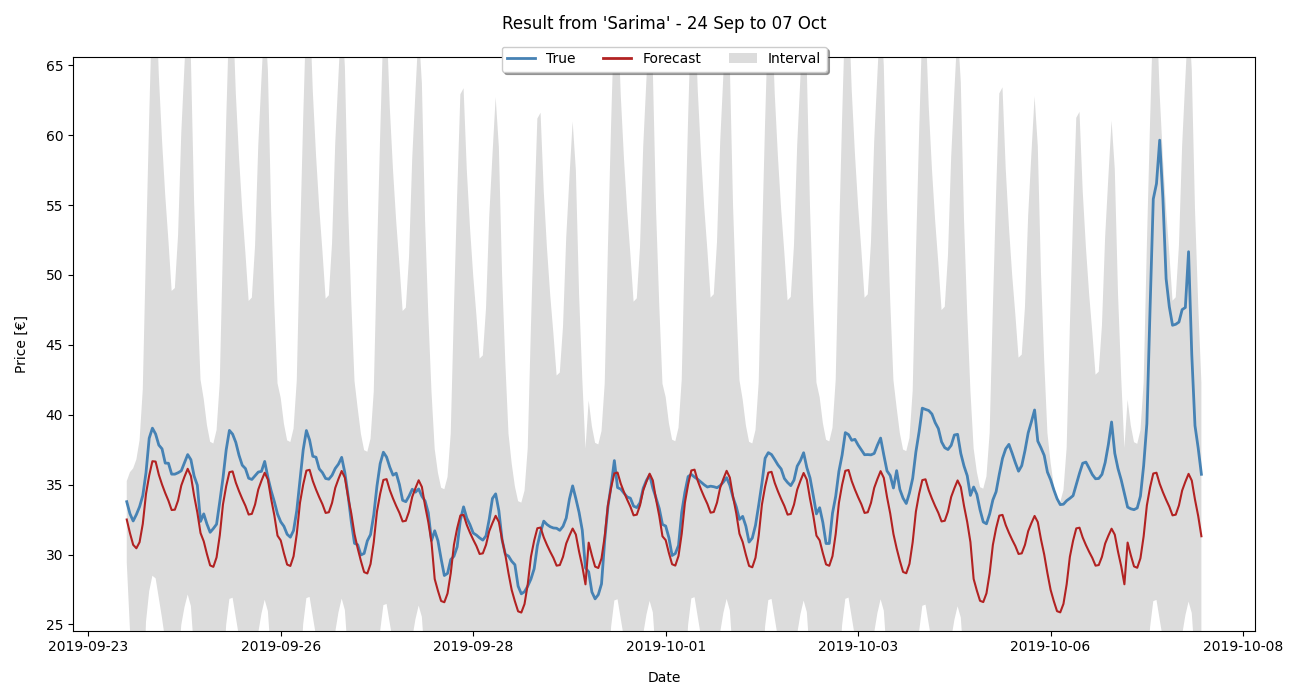 Result from 'Sarima' - 24 Sep to 07 Oct
True Forecast Interval
65
60
55
50
45
40
35
30
25
Price [€]
2019-09-23 2019-09-26 2019-09-28 2019-10-01 2019-10-03 2019-10-06 2019-10-08
Date